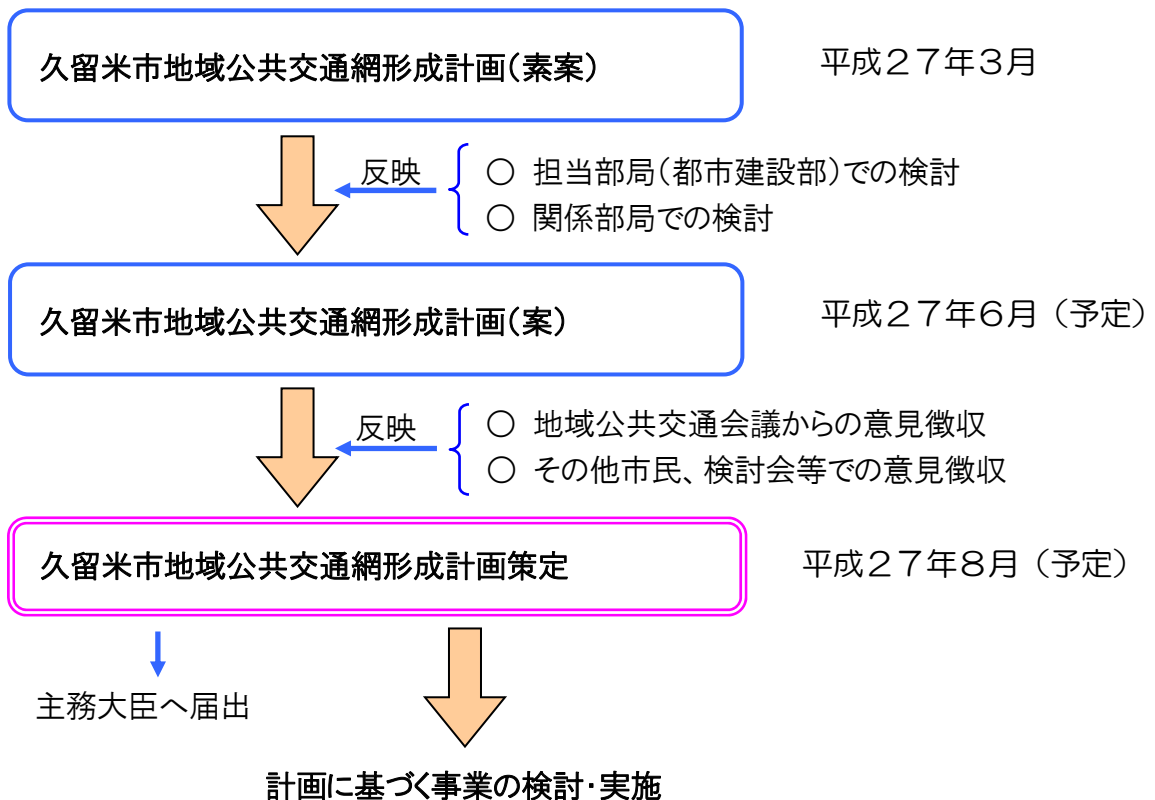 久留米市地域公共交通網形成計画（素案）
平成２７年３月
反映
○ 担当部局（都市建設部）での検討
○ 関係部局での検討
久留米市地域公共交通網形成計画（案）
平成２７年６月（予定）
反映
○ 地域公共交通会議からの意見徴収
○ その他市民、検討会等での意見徴収
久留米市地域公共交通網形成計画策定
平成２７年８月（予定）
主務大臣へ届出
計画に基づく事業の検討・実施